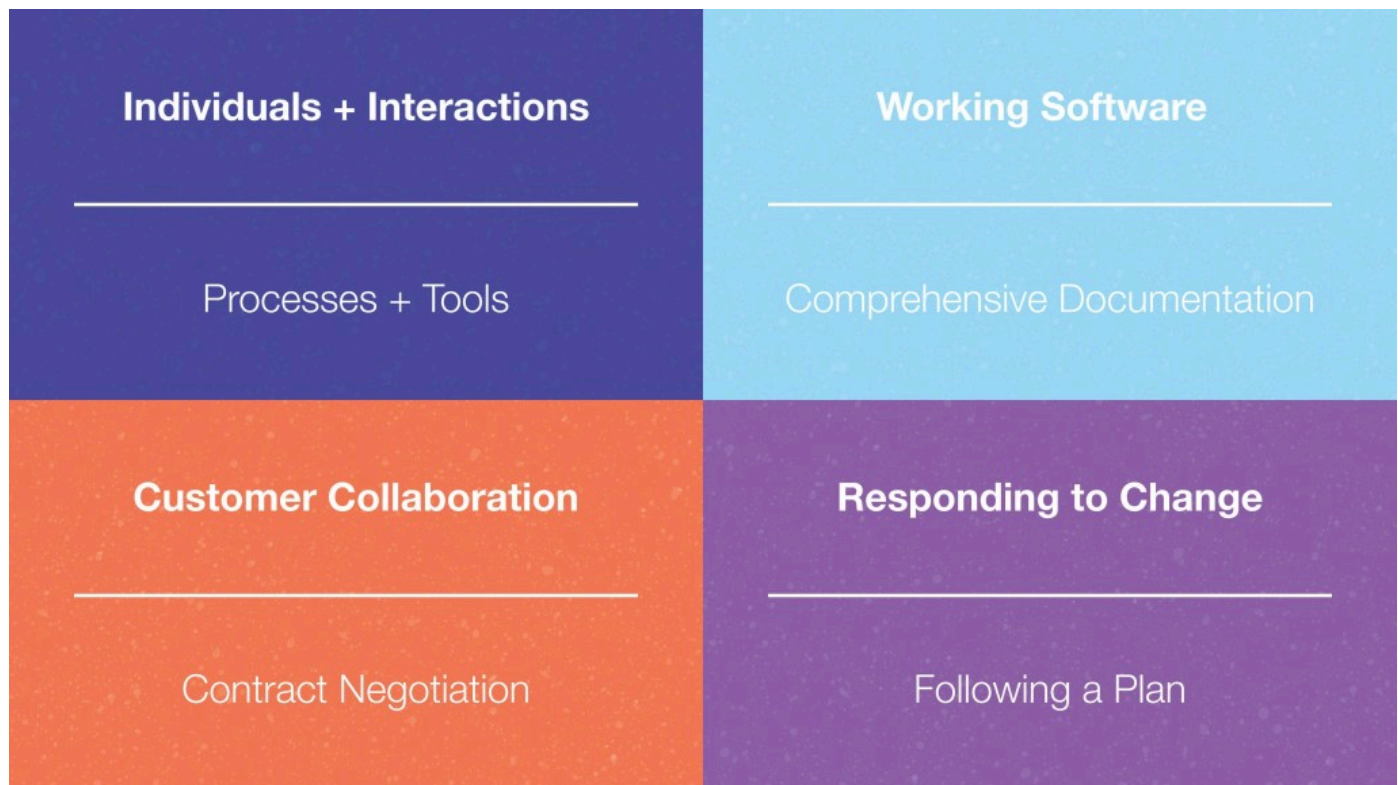 Individuals + Interactions
Processes + Tools
Working Software
Comprehensive Documentation
Customer Collaboration
Contract Negotiation
Responding to Change
Following a Plan